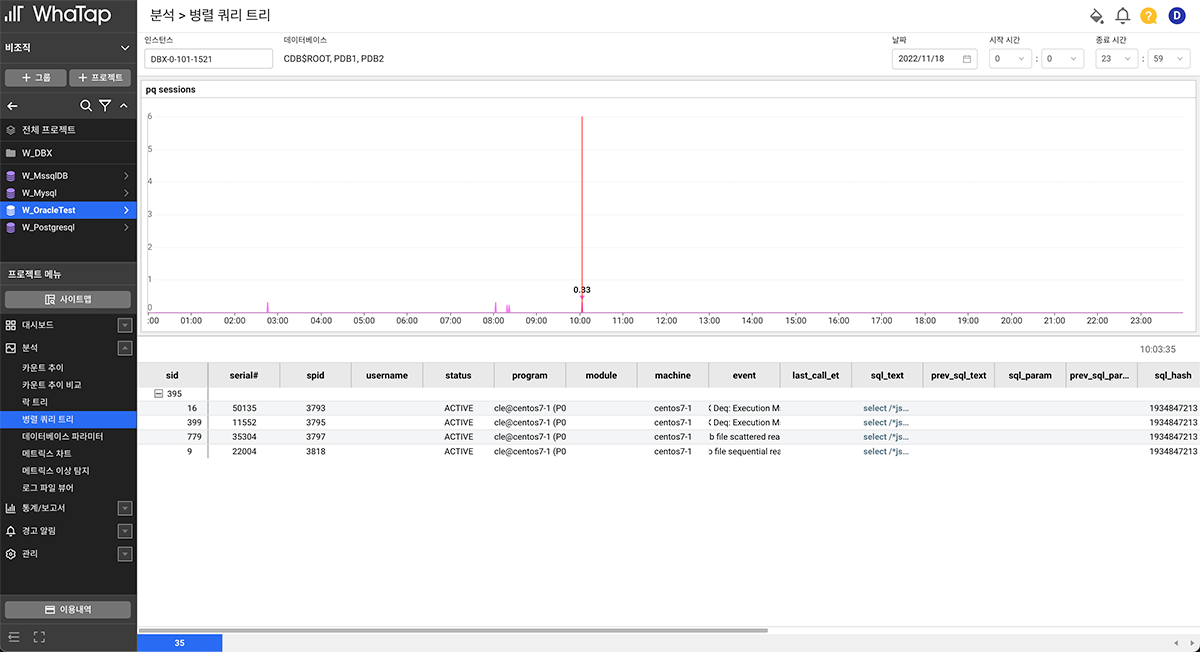 WhaTap
분석 > 병렬 쿼리 트리
? D
비조직
+ 그룹 + 프로젝트
전체 프로젝트
W_DBX
W_MssqlDB
W_Mysql
W_OracleTest
W_Postgresql
프로젝트 메뉴
사이트맵
대시보드
분석
카운트 추이
카운트 추이 비교
락 트리
병렬 쿼리 트리
데이터베이스 파라미터
메트릭스 차트
메트릭스 이상 탐지
로그 파일 뷰어
통계/보고서
경고 알림
관리
이용내역
인스턴스 데이터베이스 날짜 시작 시간 종료 시간
DBX-0-101-1521 CDB$ROOT, PDB1, PDB2 2022/11/18 0 : 0 23 : 59
pq sessions
6
5
4
3
2
1
0
0.33
:00 01:00 02:00 03:00 04:00 05:00 06:00 07:00 08:00 09:00 10:00 11:00 12:00 13:00 14:00 15:00 16:00 17:00 18:00 19:00 20:00 21:00 22:00 23:00
10:03:35
sid serial# spid username status program module machine event last_call_et sql_text prev_sql_text sql_param prev_sql_par... sql_hash
395
16 50135 3793 ACTIVE cle@centos7-1 (P0 centos7-1 Deq: Execution M select /*js... 1934847213
399 11552 3795 ACTIVE cle@centos7-1 (P0 centos7-1 Deq: Execution M select /*js... 1934847213
779 35304 3797 ACTIVE cle@centos7-1 (P0 centos7-1 b file scattered rea select /*js... 1934847213
9 22004 3818 ACTIVE cle@centos7-1 (P0 centos7-1 file sequential rea select /*js... 1934847213
35